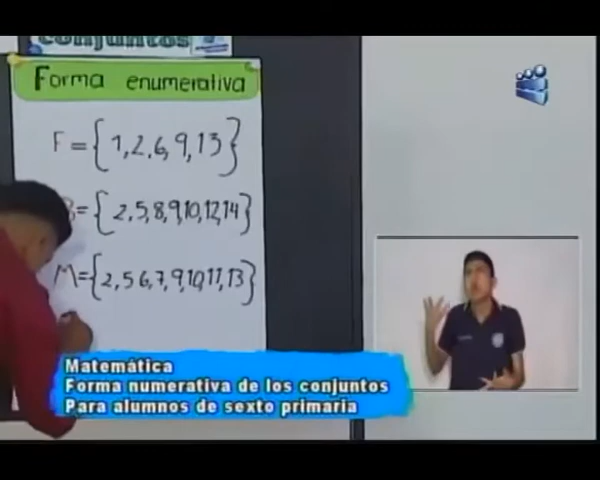 conjuntos
Forma enumerativa
F = {1,2,6,9,13}
B = {2,5,8,9,10,12,14}
M = {2,5 6,7,9,10,11,13}
Matemática
Forma numerativa de los conjuntos
Para alumnos de sexto primaria